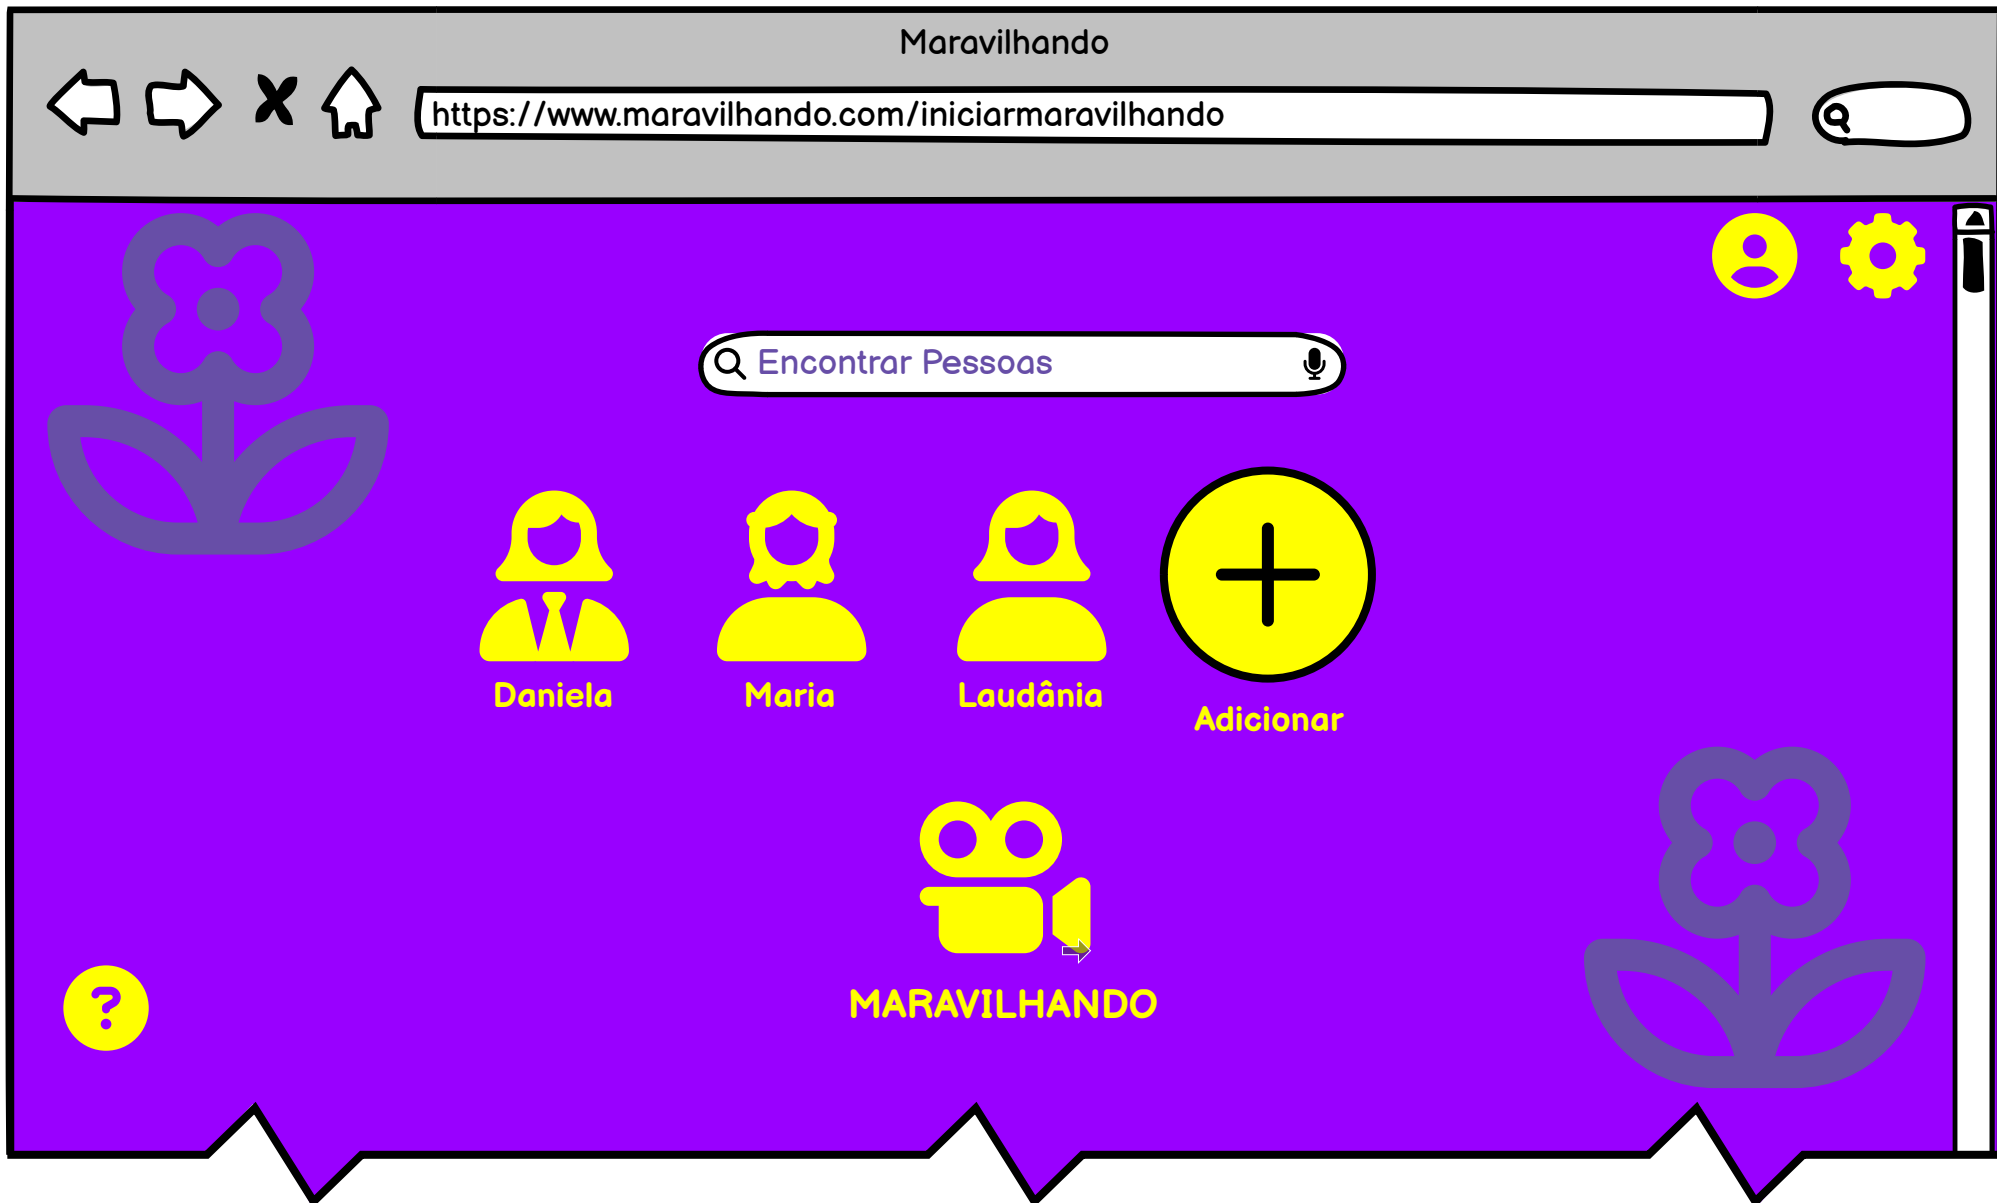 Maravilhando
https://www.maravilhando.com/iniciarmaravilhando
Encontrar Pessoas
Daniela
Maria
Laudânia
Adicionar
MARAVILHANDO
?